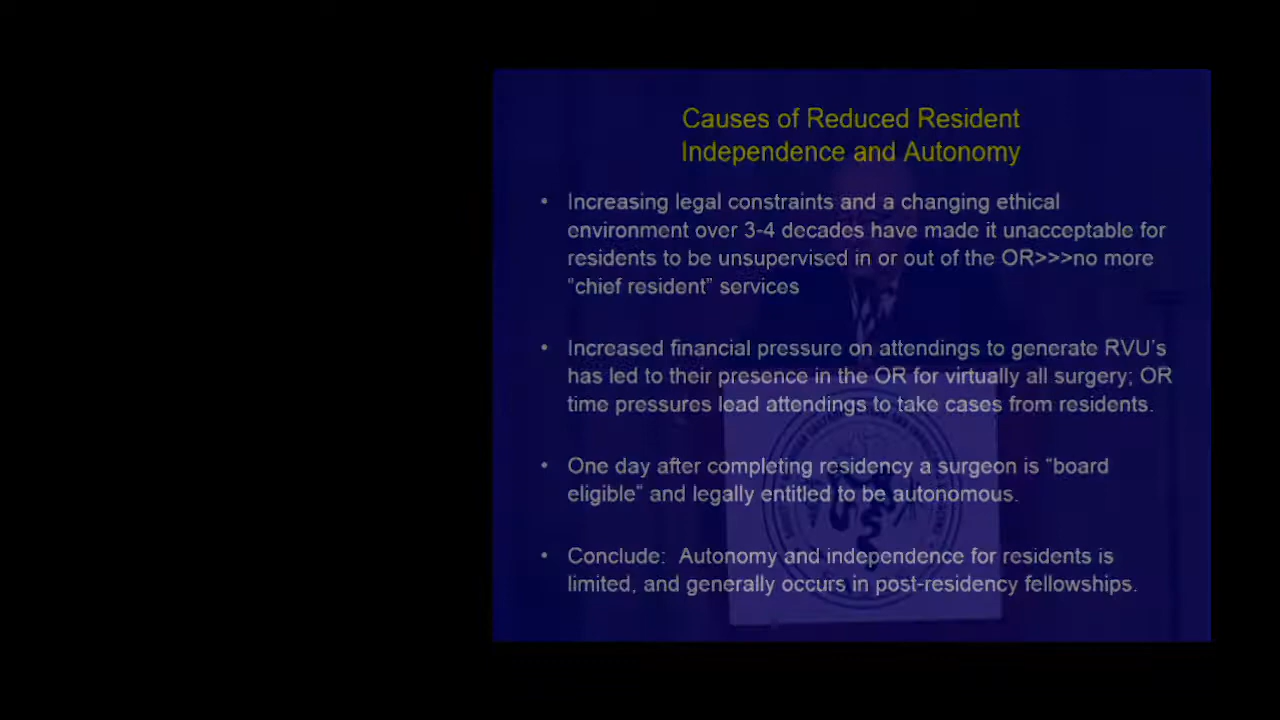 Causes of Reduced Resident
Independence and Autonomy
• Increasing legal constraints and a changing ethical
environment over 3-4 decades have made it unacceptable for
residents to be unsupervised in or out of the OR>>>no more
"chief resident" services
• Increased financial pressure on attendings to generate RVU's
has led to their presence in the OR for virtually all surgery; OR
time pressures lead attendings to take cases from residents.
• One day after completing residency a surgeon is "board
eligible" and legally entitled to be autonomous.
• Conclude: Autonomy and independence for residents is
limited, and generally occurs in post-residency fellowships.